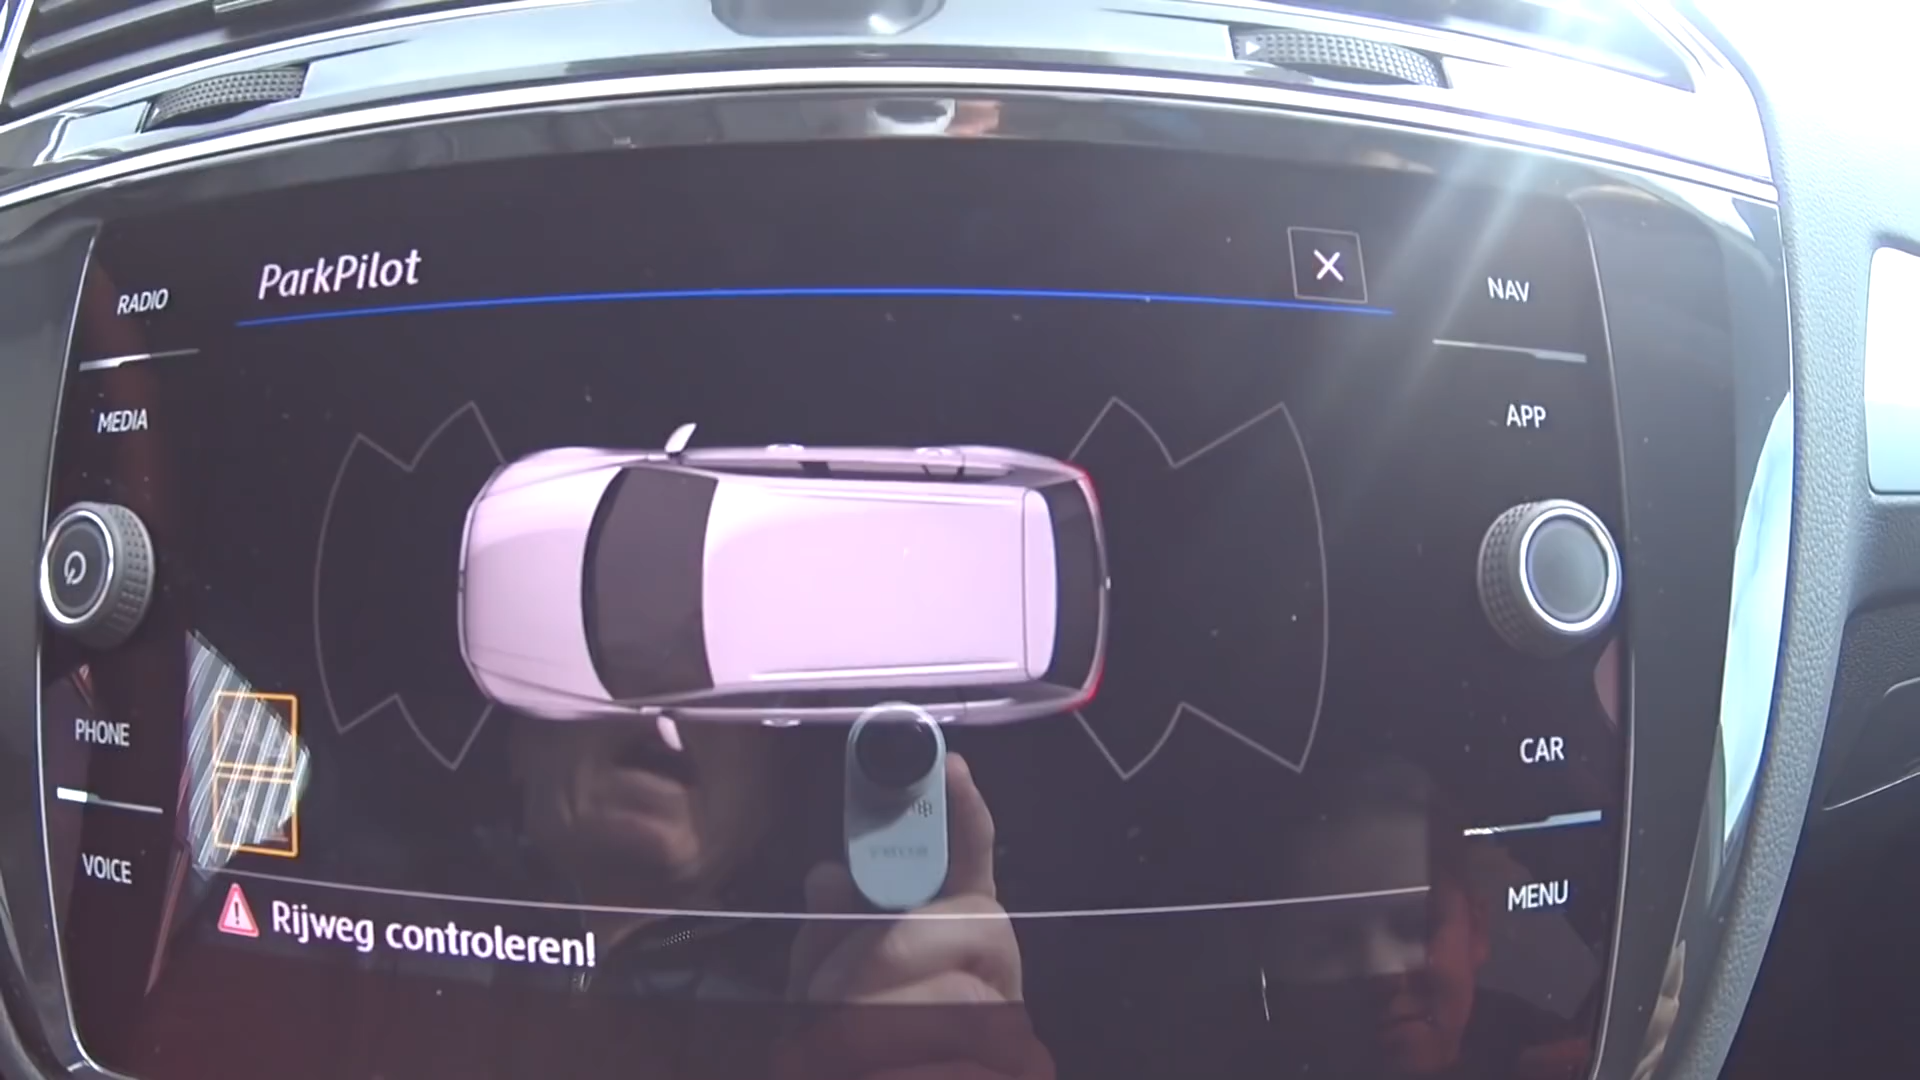 ParkPilot
RADIO
MEDIA
PHONE
VOICE
NAV
APP
CAR
MENU
Rijweg controleren!